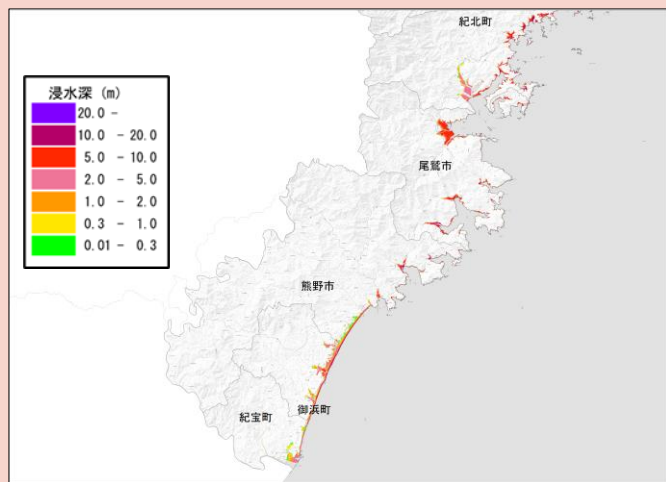 紀北町
浸水深 (m)
20.0 -
10.0 - 20.0
5.0 - 10.0
2.0 - 5.0
1.0 - 2.0
0.3 - 1.0
0.01 - 0.3
尾鷲市
熊野市
御浜町
紀宝町